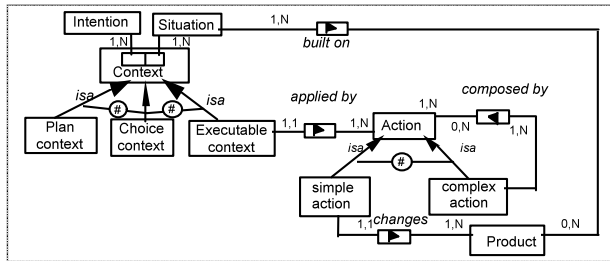 Intention
Situation
1,N
built on
1,N
1,N
Context
isa
#
#
isa
Plan
context
Choice
context
Executable
context
applied by
1,1
1,N
Action
1,N
composed by
0,N
1,N
isa
#
isa
simple
action
complex
action
changes
1,1
1,N
Product
0,N